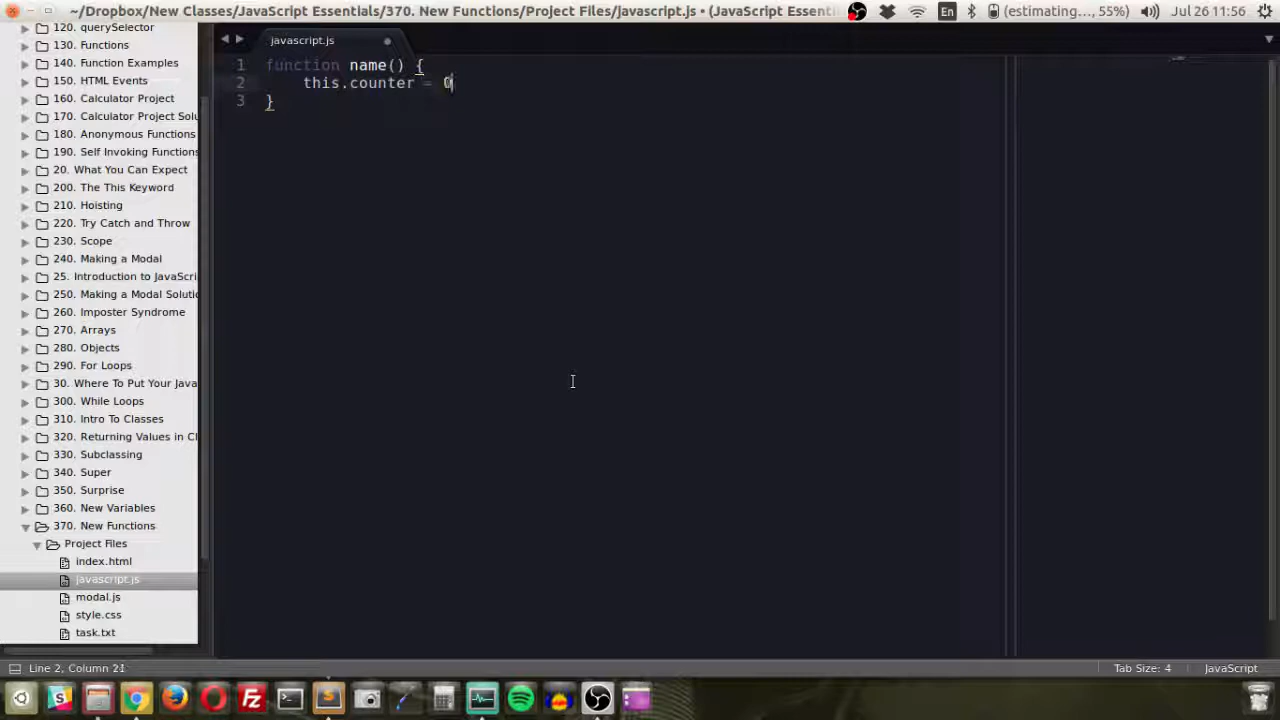 ~/Dropbox/New Classes/JavaScript Essentials/370. New Functions/Project Files/javascript.js • (JavaScript Essenti
En
(estimating..., 55%)
Jul 26 11:56
120. querySelector
130. Functions
140. Function Examples
150. HTML Events
160. Calculator Project
170. Calculator Project Solu
180. Anonymous Functions
190. Self Invoking Functions
20. What You Can Expect
200. The This Keyword
210. Hoisting
220. Try Catch and Throw
230. Scope
240. Making a Modal
25. Introduction to JavaScri
250. Making a Modal Solutio
260. Imposter Syndrome
270. Arrays
280. Objects
290. For Loops
30. Where To Put Your Java
300. While Loops
310. Intro To Classes
320. Returning Values in Cl
330. Subclassing
340. Super
350. Surprise
360. New Variables
370. New Functions
Project Files
index.html
javascript.js
modal.js
style.css
task.txt
javascript.js
1 function name() {
2 this.counter = 0
3 }
Line 2, Column 21
Tab Size: 4
JavaScript